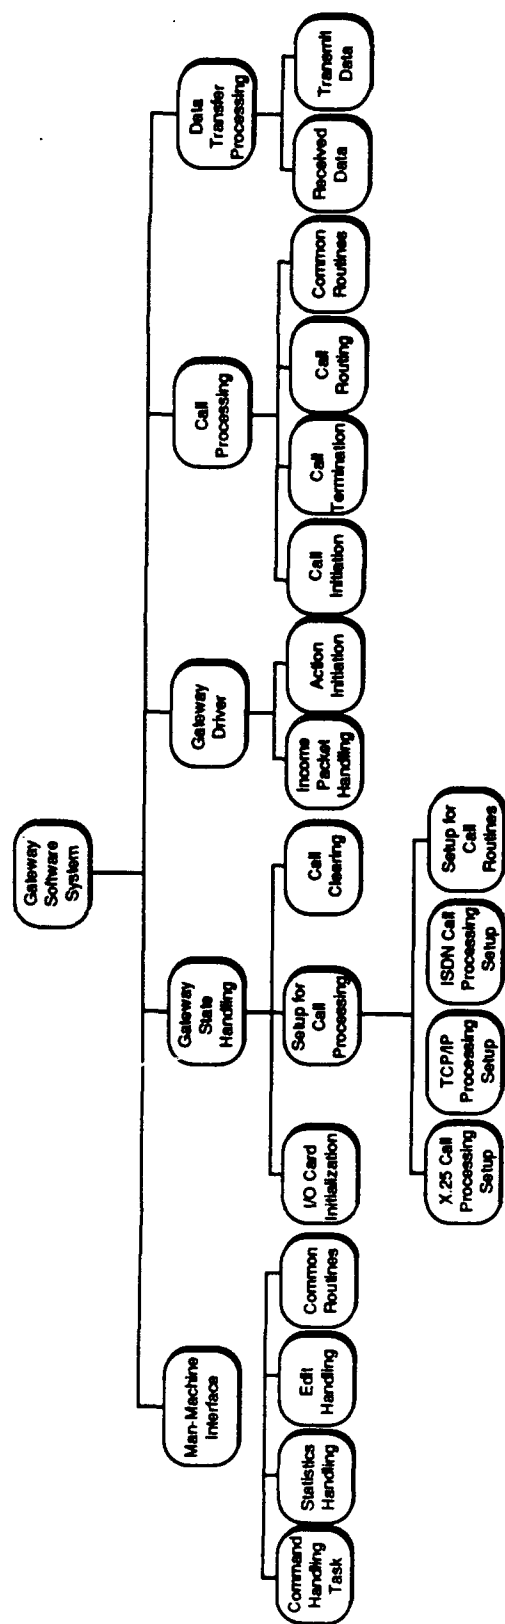 Gateway
Software
System
Man-Machine
Interface
Gateway
State
Handling
Gateway
Driver
Call
Processing
Data
Transfer
Processing
Command
Handling
Task
Statistics
Handling
Edit
Handling
Common
Routines
I/O Card
Initialization
Setup for
Call
Processing
Call
Clearing
Income
Packet
Handling
Action
Initiation
Call
Initiation
Call
Termination
Call
Routing
Common
Routines
Received
Data
Transmit
Data
X.25 Call
Processing
Setup
TCP/IP
Processing
Setup
ISDN Call
Processing
Setup
Setup for
Call
Routines